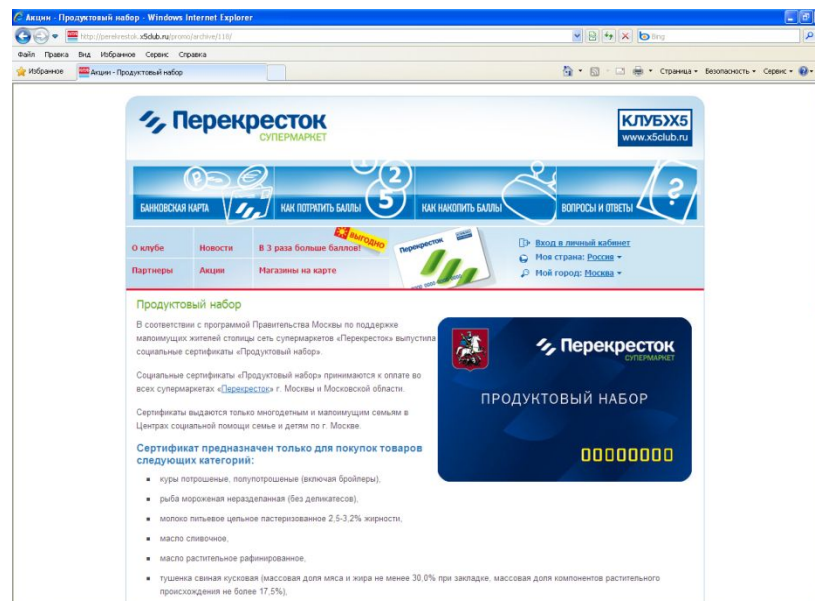 Акции - Продуктовый набор - Windows Internet Explorer
http://perekrestok.x5club.ru/promo/archive/118/
Bing
Файл Правка Вид Избранное Сервис Справка
Избранное Акции - Продуктовый набор Страница Безопасность Сервис
Перекресток
СУПЕРМАРКЕТ
КЛУБХ5
www.x5club.ru
БАНКОВСКАЯ КАРТА КАК ПОТРАТИТЬ БАЛЛЫ КАК НАКОПИТЬ БАЛЛЫ ВОПРОСЫ И ОТВЕТЫ
ВЫГОДНО
О клубе Новости В 3 раза больше баллов!
Партнеры Акции Магазины на карте
Перекресток
Вход в личный кабинет
Моя страна: Россия
Мой город: Москва
Продуктовый набор
В соответствии с программой Правительства Москвы по поддержке
малоимущих жителей столицы сеть супермаркетов «Перекресток» выпустила
социальные сертификаты «Продуктовый набор».
Социальные сертификаты «Продуктовый набор» принимаются к оплате во
всех супермаркетах «Перекресток» г. Москвы и Московской области.
Сертификаты выдаются только многодетным и малоимущим семьям в
Центрах социальной помощи семье и детям по г. Москве.
Перекресток
СУПЕРМАРКЕТ
ПРОДУКТОВЫЙ НАБОР
00000000
Сертификат предназначен только для покупок товаров
следующих категорий:
куры потрошеные, полупотрошеные (включая бройлеры),
рыба мороженая неразделанная (без деликатесов),
молоко питьевое цельное пастеризованное 2,5-3,2% жирности,
масло сливочное,
масло растительное рафинированное,
тушенка свиная кусковая (массовая доля мяса и жира не менее 30,0% при закладке, массовая доля компонентов растительного
происхождения не более 17,5%),